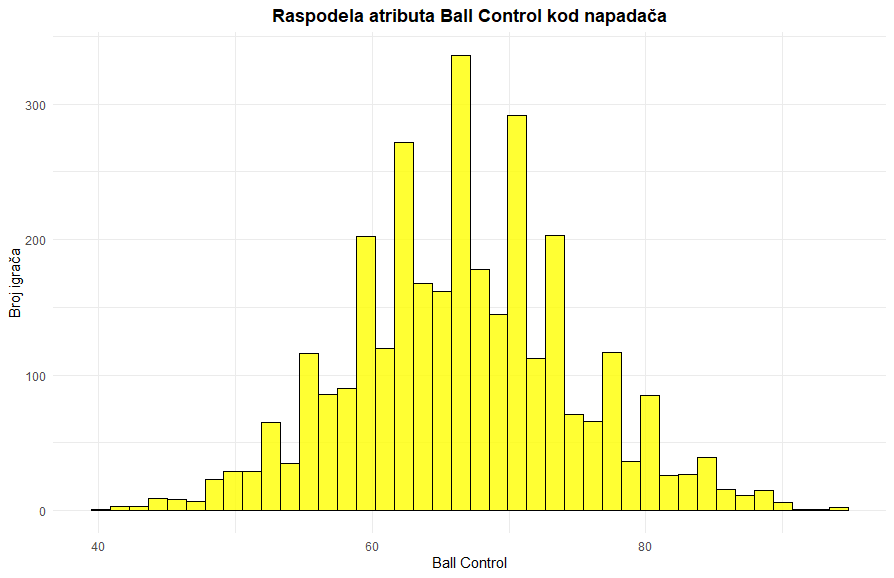 Raspodela atributa Ball Control kod napadača
Broj igrača
300
200
100
0
40
60
80
Ball Control